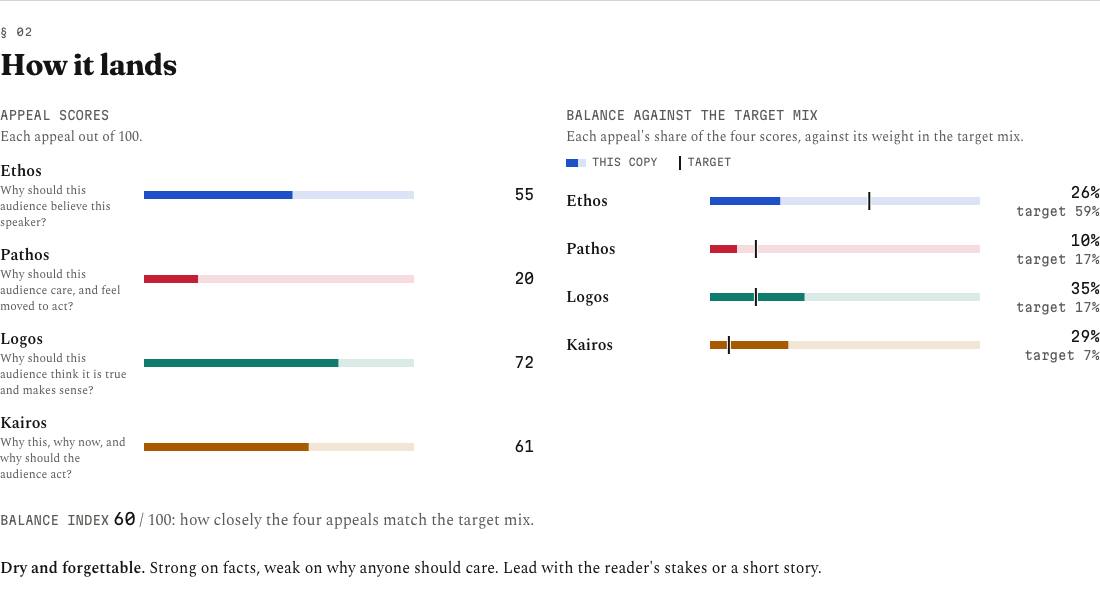 § 02
How it lands
APPEAL SCORES
Each appeal out of 100.
Ethos
Why should this
audience believe this
speaker?
55
Pathos
Why should this
audience care, and feel
moved to act?
20
Logos
Why should this
audience think it is true
and makes sense?
72
Kairos
Why this, why now, and
why should the
audience act?
61
BALANCE AGAINST THE TARGET MIX
Each appeal's share of the four scores, against its weight in the target mix.
THIS COPY TARGET
Ethos
26%
target 59%
Pathos
10%
target 17%
Logos
35%
target 17%
Kairos
29%
target 7%
BALANCE INDEX 60 / 100: how closely the four appeals match the target mix.
Dry and forgettable. Strong on facts, weak on why anyone should care. Lead with the reader's stakes or a short story.